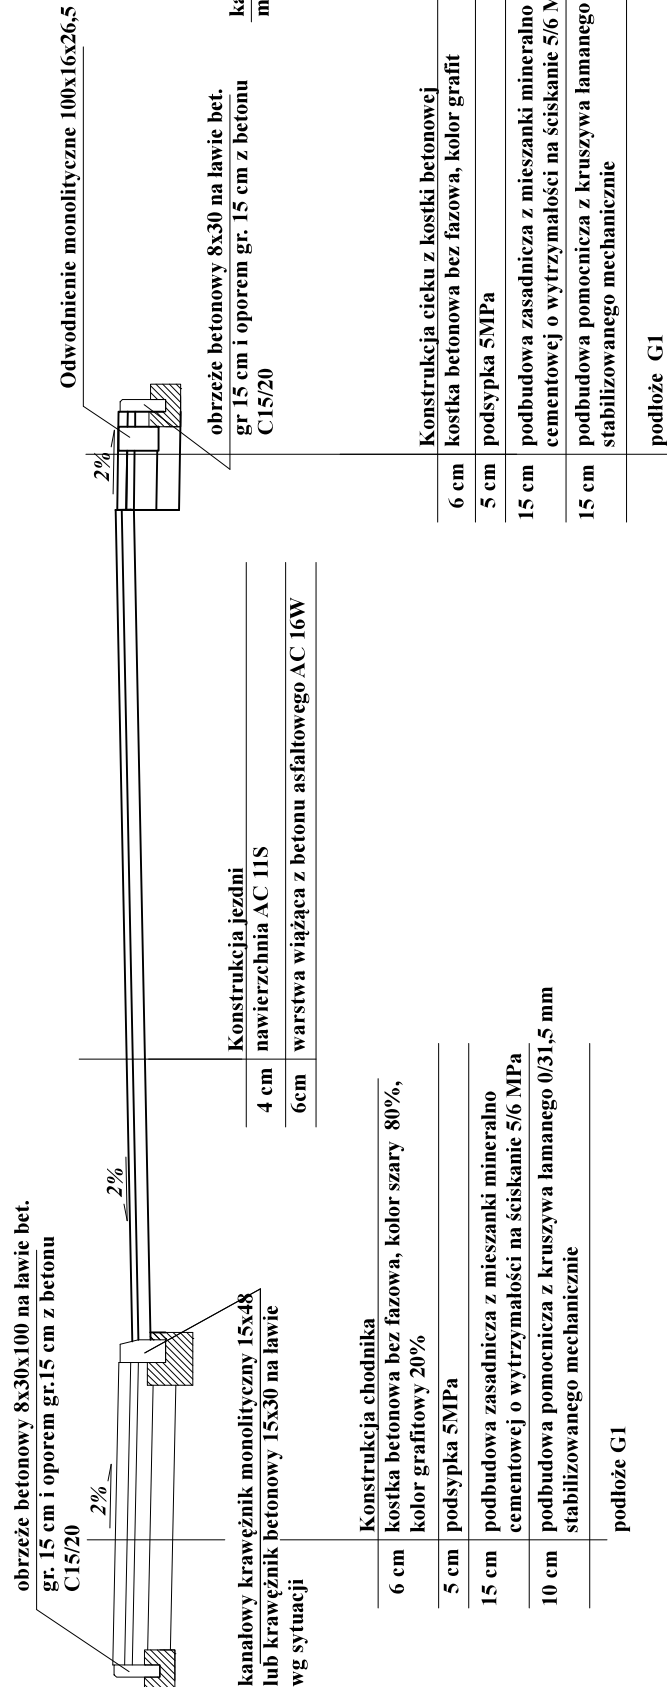 obrzeże betonowy 8x30x100 na ławie bet.
gr. 15 cm i oporem gr.15 cm z betonu
C15/20
2%
kanałowy krawężnik monolityczny 15x48
lub krawężnik betonowy 15x30 na ławie
wg sytuacji
Konstrukcja chodnika
6 cm kostka betonowa bez fazowa, kolor szary 80%,
kolor grafitowy 20%
5 cm podsypka 5MPa
15 cm podbudowa zasadnicza z mieszanki mineralno
cementowej o wytrzymałości na ściskanie 5/6 MPa
10 cm podbudowa pomocnicza z kruszywa łamanego 0/31,5 mm
stabilizowanego mechanicznie
podłoże G1
2%
Konstrukcja jezdni
4 cm nawierzchnia AC 11S
6cm warstwa wiążąca z betonu asfaltowego AC 16W
Odwodnienie monolityczne 100x16x26,5
2%
obrzeże betonowy 8x30 na ławie bet.
gr 15 cm i oporem gr. 15 cm z betonu
C15/20
Konstrukcja cieku z kostki betonowej
6 cm kostka betonowa bez fazowa, kolor grafit
5 cm podsypka 5MPa
15 cm podbudowa zasadnicza z mieszanki mineralno
cementowej o wytrzymałości na ściskanie 5/6 M
15 cm podbudowa pomocnicza z kruszywa łamanego
stabilizowanego mechanicznie
podłoże G1